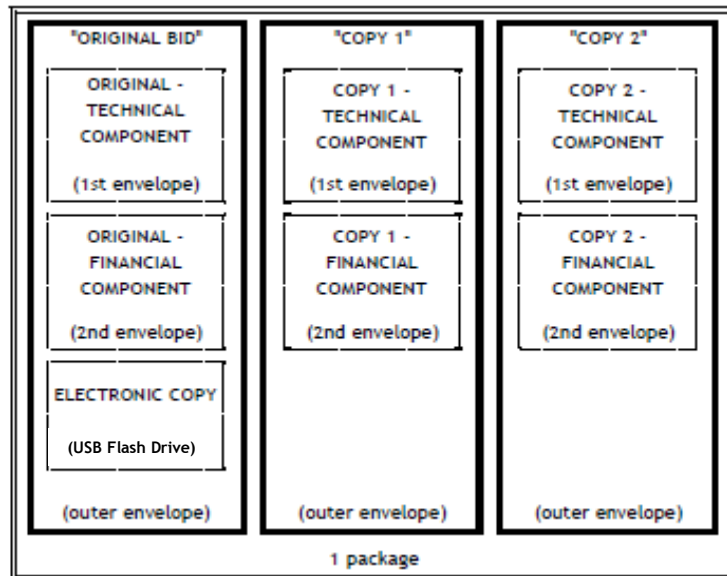 "ORIGINAL BID"
ORIGINAL -
TECHNICAL
COMPONENT
(1st envelope)
ORIGINAL -
FINANCIAL
COMPONENT
(2nd envelope)
ELECTRONIC COPY
(USB Flash Drive)
(outer envelope)
"COPY 1"
COPY 1 -
TECHNICAL
COMPONENT
(1st envelope)
COPY 1 -
FINANCIAL
COMPONENT
(2nd envelope)
(outer envelope)
"COPY 2"
COPY 2 -
TECHNICAL
COMPONENT
(1st envelope)
COPY 2 -
FINANCIAL
COMPONENT
(2nd envelope)
(outer envelope)
1 package